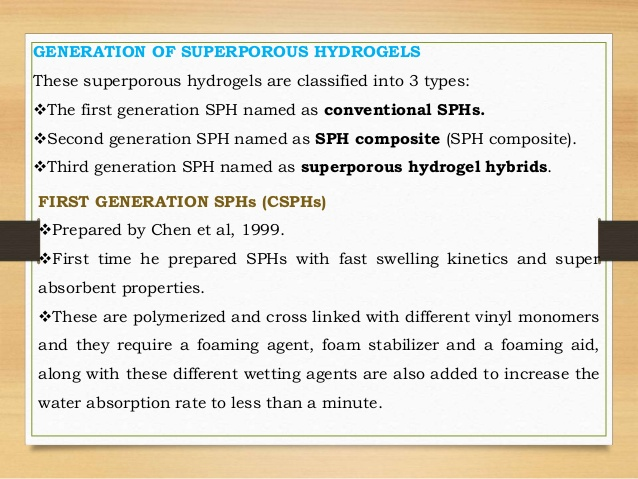 GENERATION OF SUPERPOROUS HYDROGELS
These superporous hydrogels are classified into 3 types:
❖The first generation SPH named as conventional SPHs.
❖Second generation SPH named as SPH composite (SPH composite).
❖Third generation SPH named as superporous hydrogel hybrids.
FIRST GENERATION SPHs (CSPHs)
❖Prepared by Chen et al, 1999.
❖First time he prepared SPHs with fast swelling kinetics and super
absorbent properties.
❖These are polymerized and cross linked with different vinyl monomers
and they require a foaming agent, foam stabilizer and a foaming aid,
along with these different wetting agents are also added to increase the
water absorption rate to less than a minute.